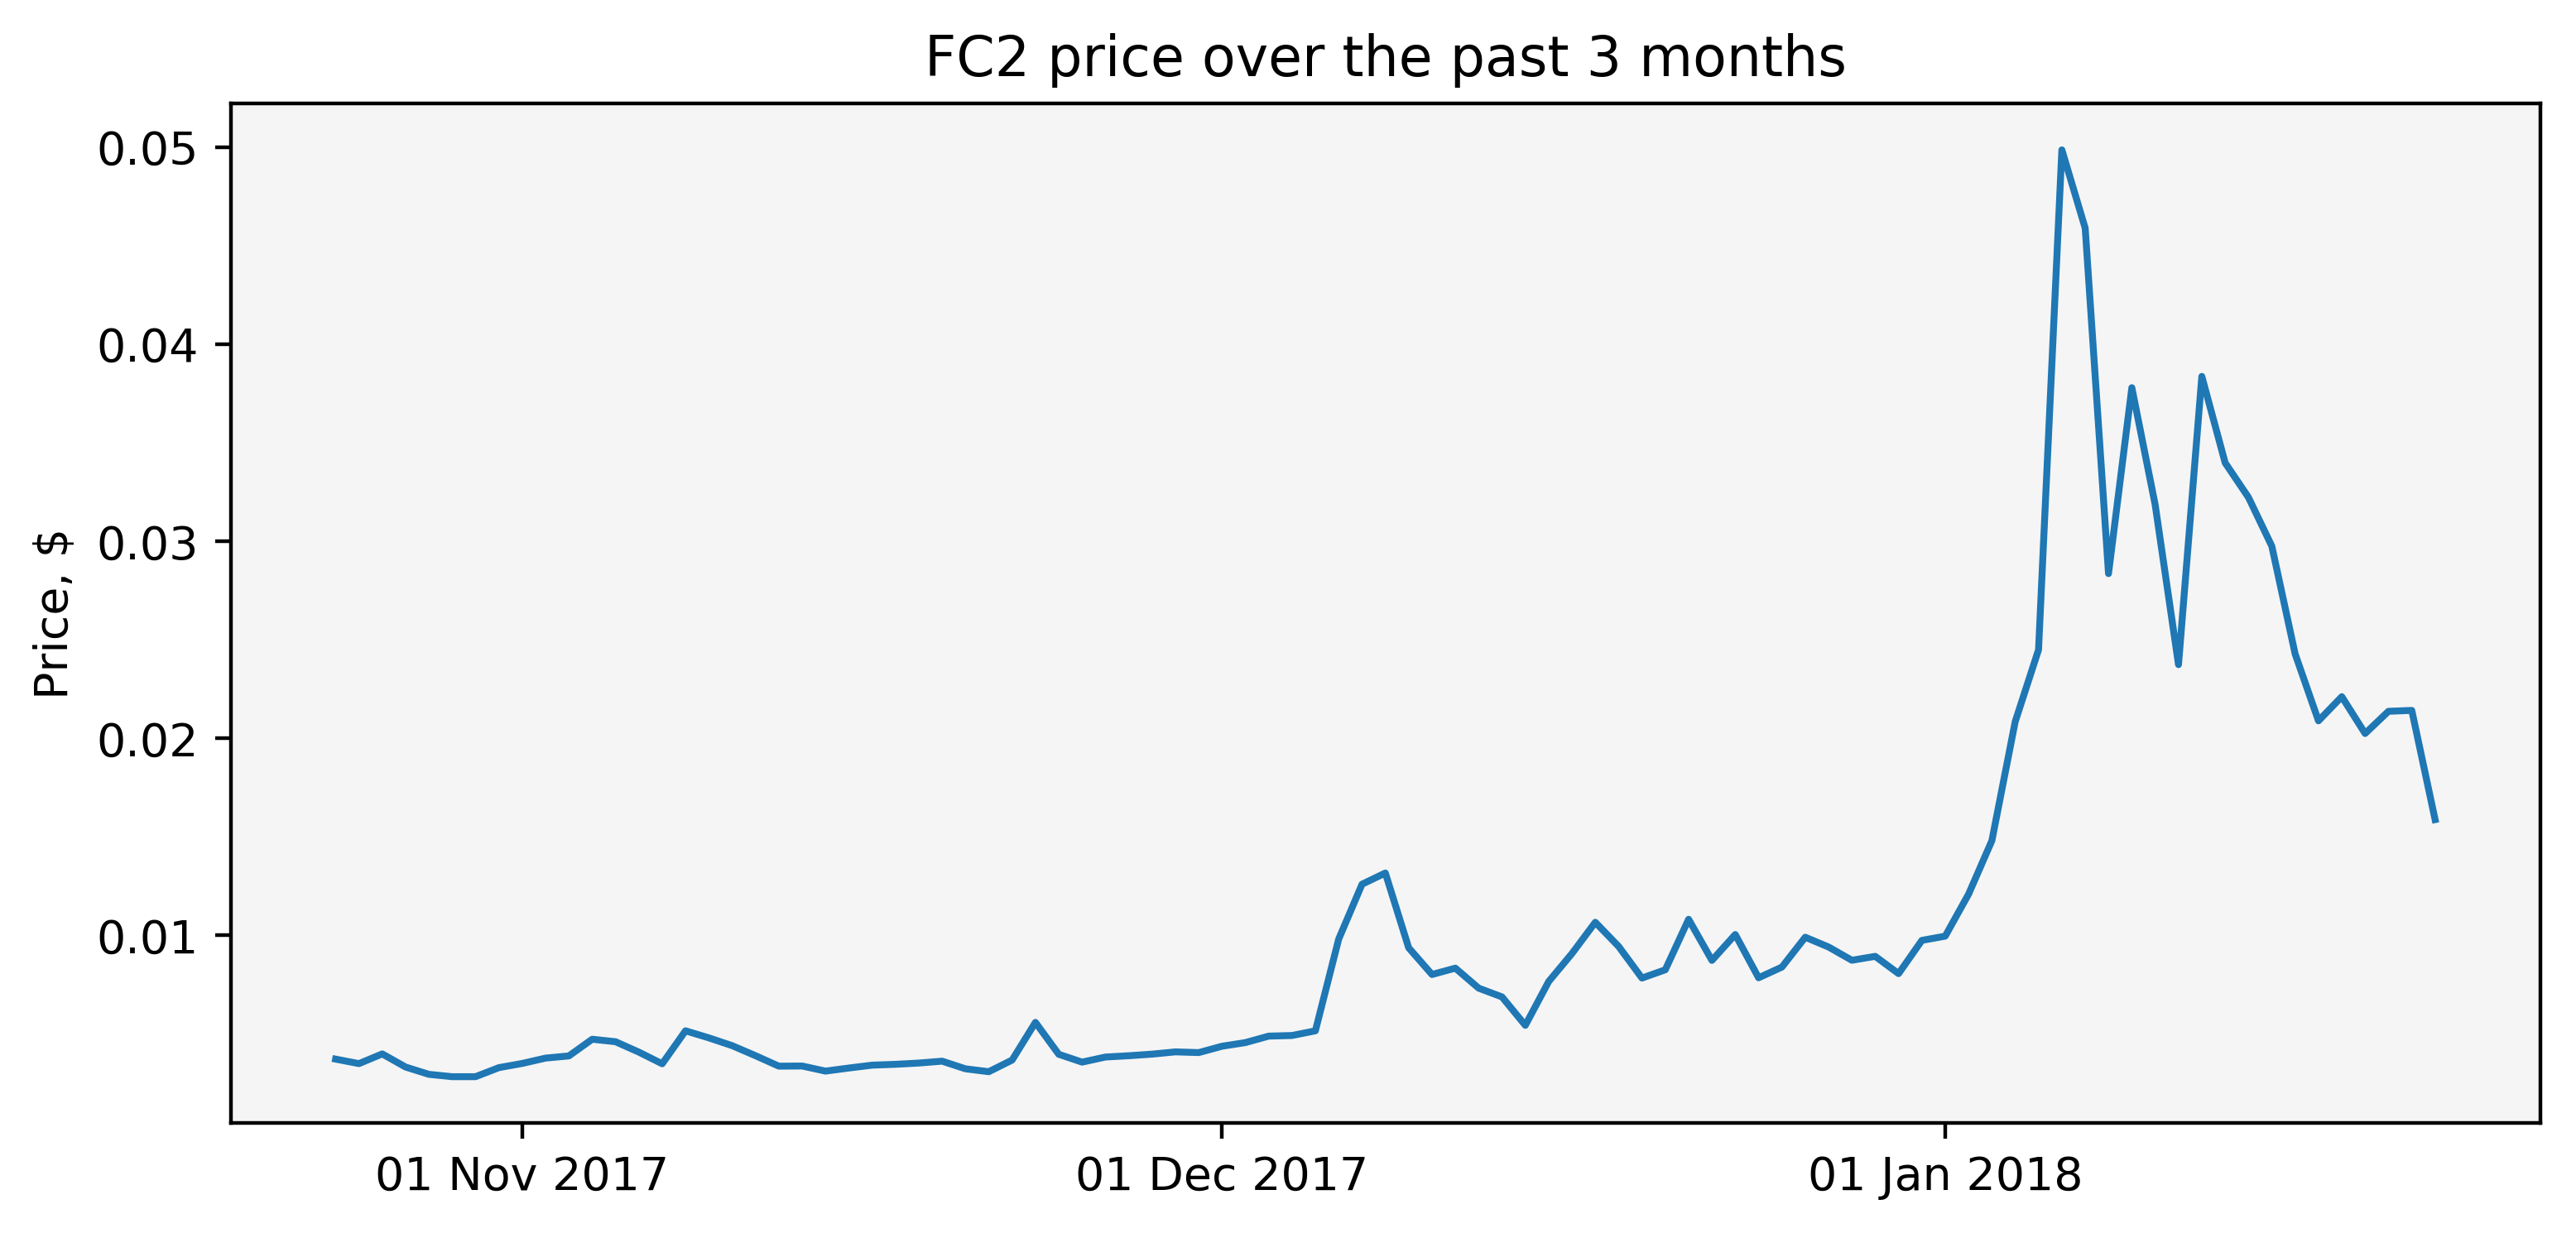 FC2 price over the past 3 months
0.05
0.04
0.03
0.02
0.01
Price, $
01 Nov 2017
01 Dec 2017
01 Jan 2018